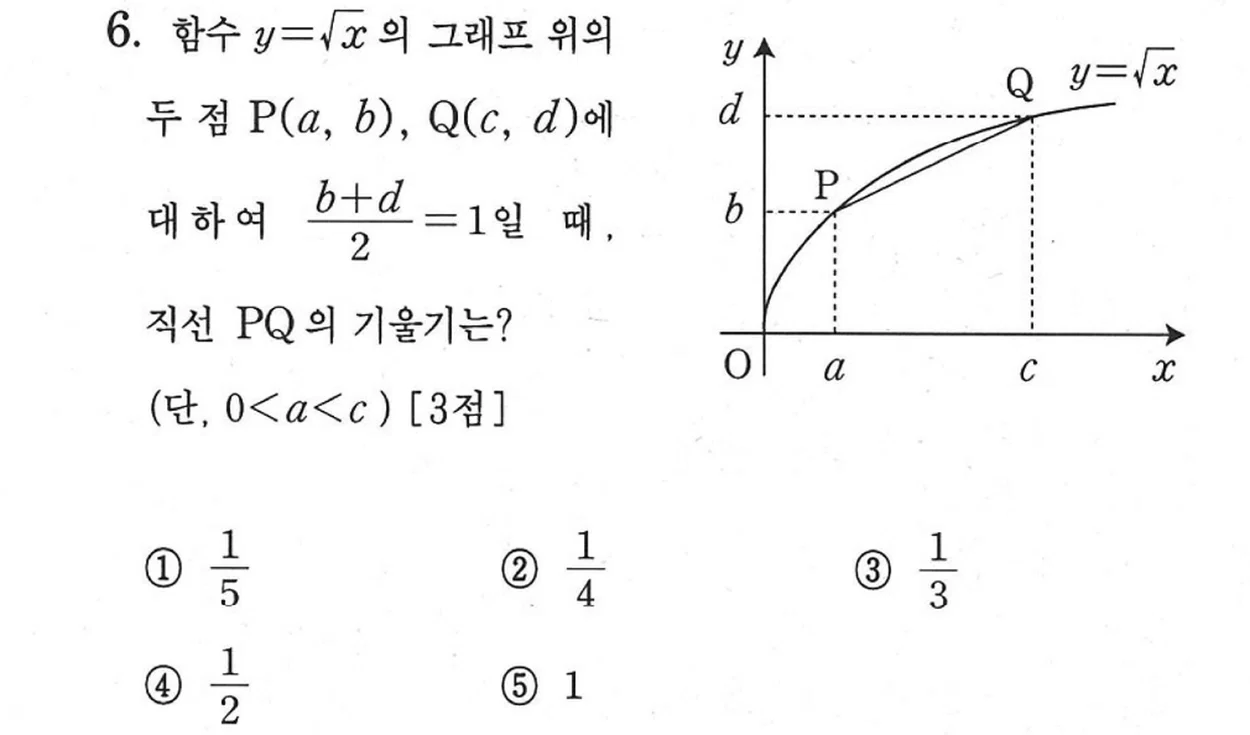 6. 함수 y=√x 의 그래프 위의
두 점 P(a, b), Q(c, d)에
대하여 (b+d)/2 =1일 때,
직선 PQ의 기울기는?
(단, 0<a<c) [3점]
y
d
b
P
Q
y=√x
O
a
c
x
① 1/5 ② 1/4 ③ 1/3
④ 1/2 ⑤ 1